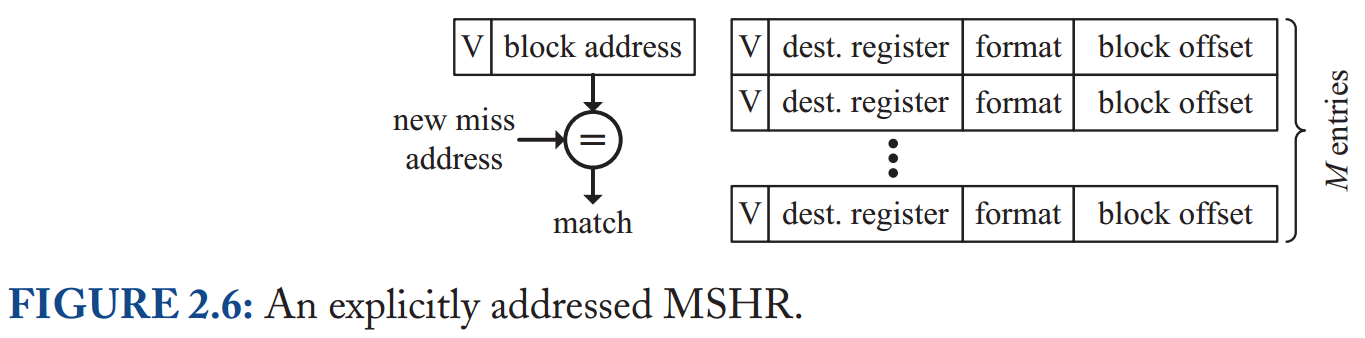 V block address
new miss
address
=
match
V dest. register format block offset
V dest. register format block offset
V dest. register format block offset
M entries
FIGURE 2.6: An explicitly addressed MSHR.